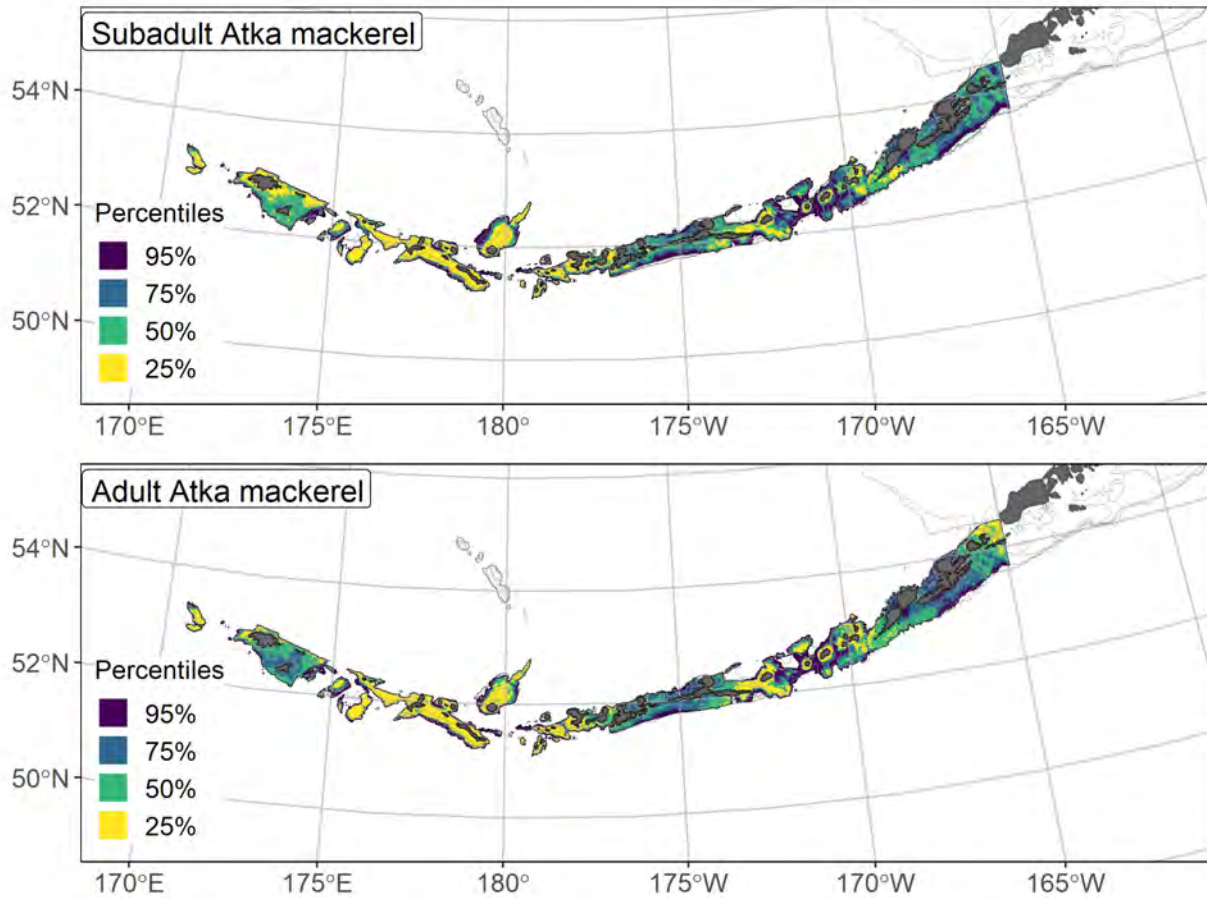 Subadult Atka mackerel
54°N
52°N
50°N
Percentiles
95%
75%
50%
25%
170°E
175°E
180°
175°W
170°W
165°W
Adult Atka mackerel
54°N
52°N
50°N
Percentiles
95%
75%
50%
25%
170°E
175°E
180°
175°W
170°W
165°W